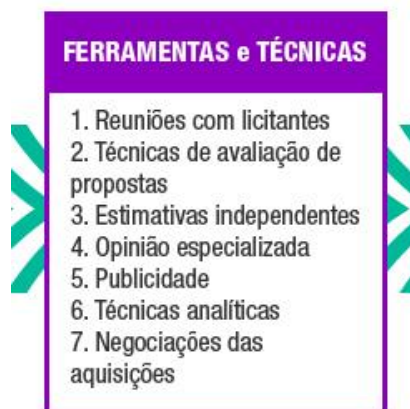 FERRAMENTAS e TÉCNICAS
1. Reuniões com licitantes
2. Técnicas de avaliação de
propostas
3. Estimativas independentes
4. Opinião especializada
5. Publicidade
6. Técnicas analíticas
7. Negociações das
aquisições